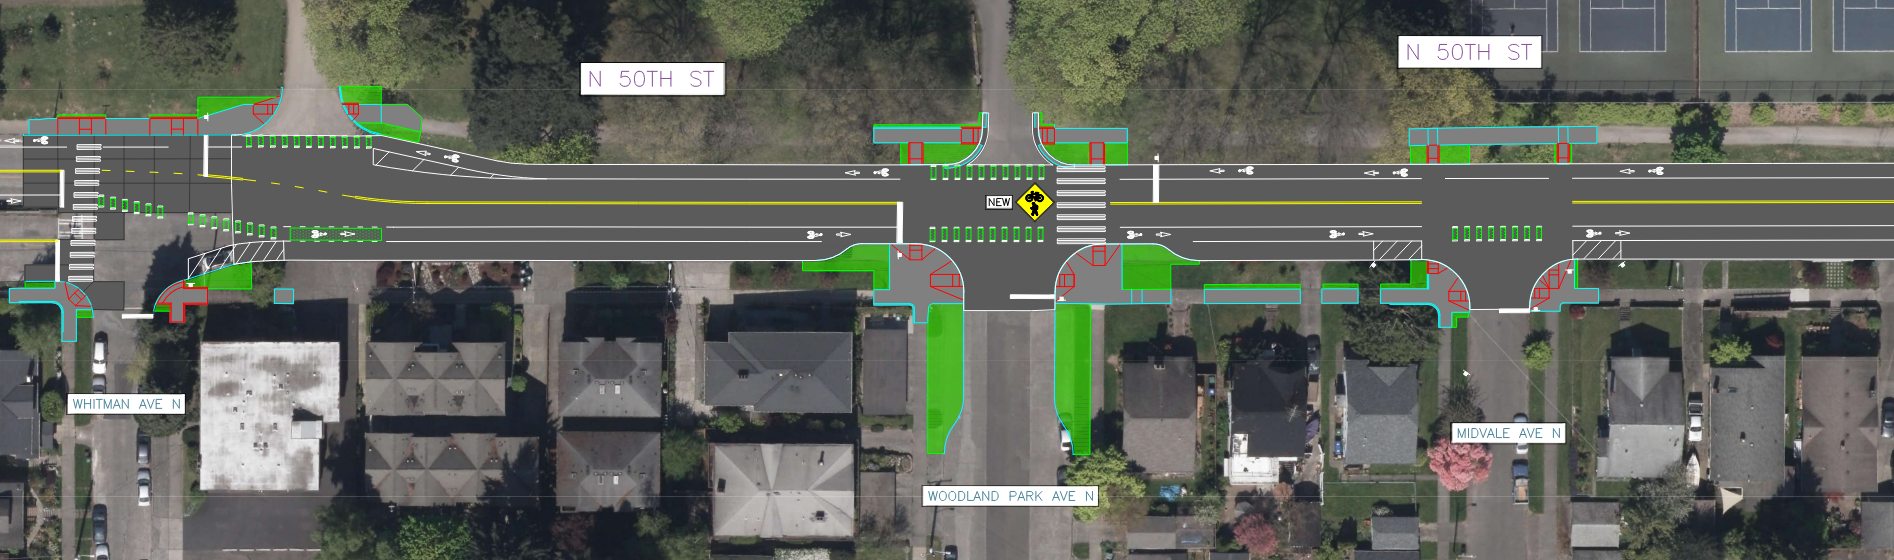 N 50TH ST
N 50TH ST
NEW
WHITMAN AVE N
MIDVALE AVE N
WOODLAND PARK AVE N